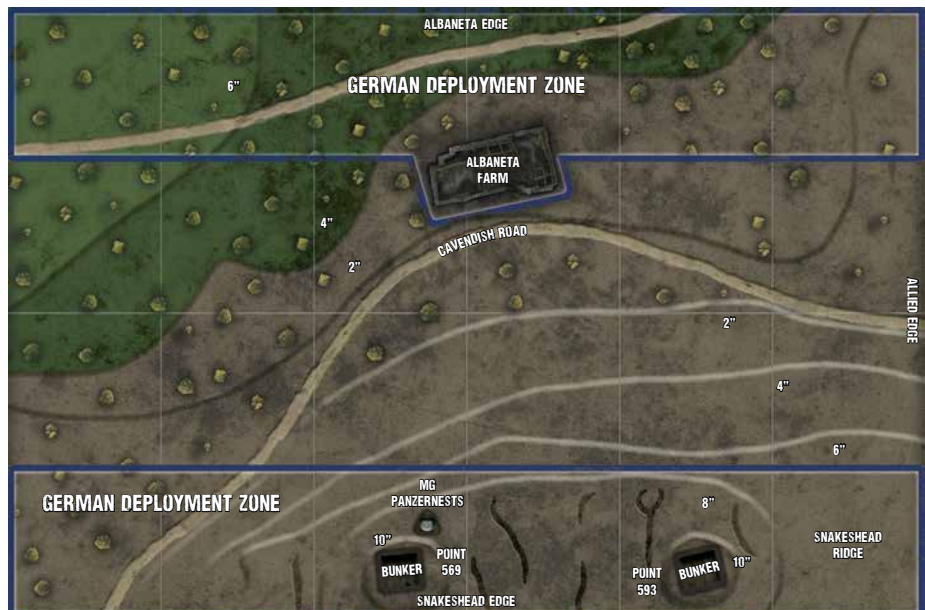 ALBANETA EDGE
6"
GERMAN DEPLOYMENT ZONE
ALBANETA
FARM
4"
CAVENDISH ROAD
2"
ALLIED EDGE
2"
4"
6"
GERMAN DEPLOYMENT ZONE
MG
PANZERNESTS
8"
10"
POINT
569
BUNKER
SNAKESHEAD
RIDGE
10"
BUNKER
POINT
593
SNAKESHEAD EDGE